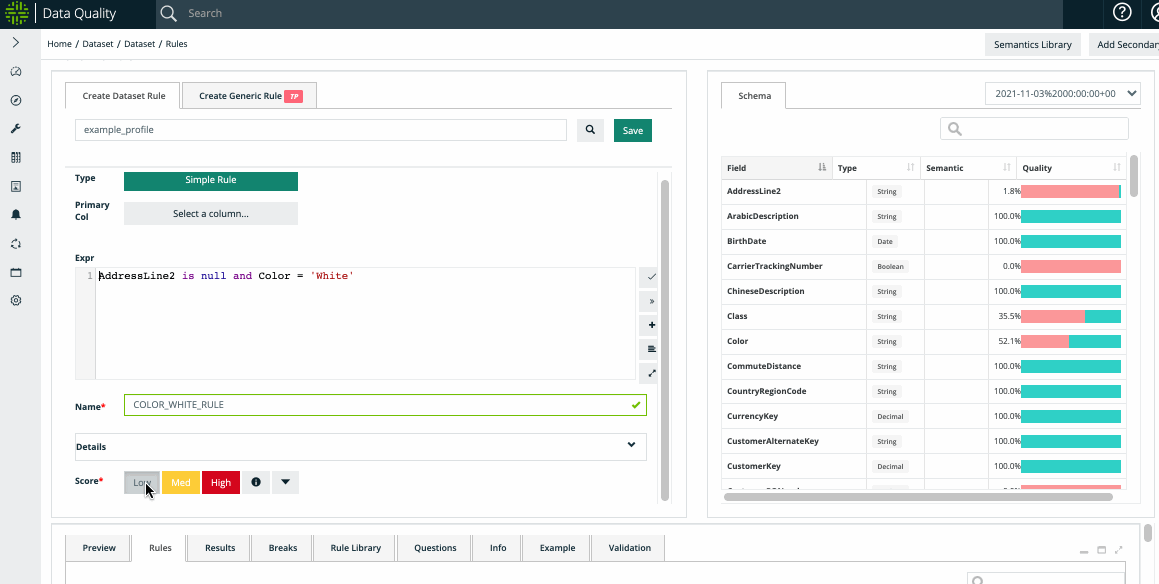 Data Quality
Search
Home / Dataset / Dataset / Rules
Semantics Library
Add Secondary
Create Dataset Rule
Create Generic Rule TP
example_profile
Save
Type
Simple Rule
Primary Col
Select a column...
Expr
1 AddressLine2 is null and Color = 'White'
Name*
COLOR_WHITE_RULE
Details
Score*
Low Med High
Schema
2021-11-03%2000:00:00+00
Field Type Semantic Quality
AddressLine2 String 1.8%
ArabicDescription String 100.0%
BirthDate Date 100.0%
CarrierTrackingNumber Boolean 0.0%
ChineseDescription String 100.0%
Class String 35.5%
Color String 52.1%
CommuteDistance String 100.0%
CountryRegionCode String 100.0%
CurrencyKey Decimal 100.0%
CustomerAlternateKey String 100.0%
CustomerKey Decimal 100.0%
Preview Rules Results Breaks Rule Library Questions Info Example Validation